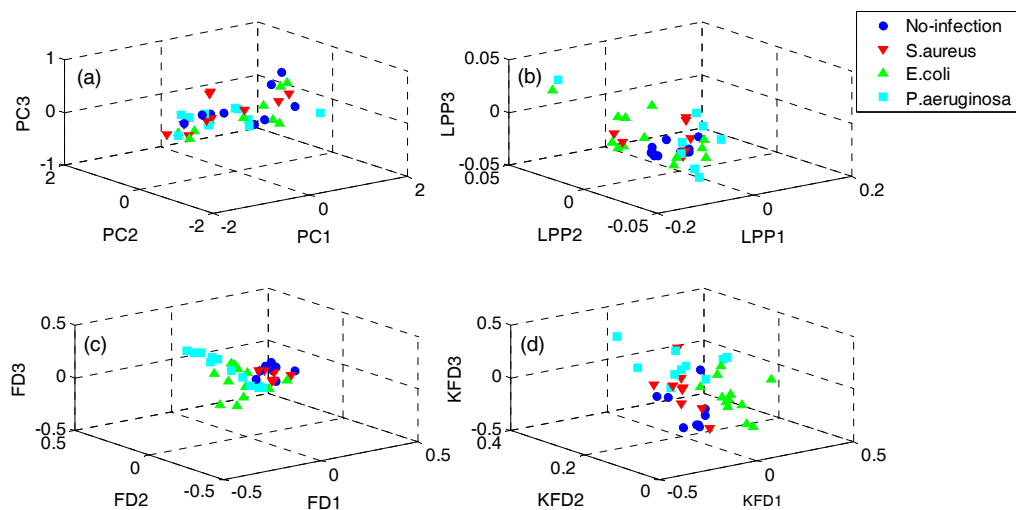 No-infection
S.aureus
E.coli
P.aeruginosa
(a)
1
0
-1
PC3
2
0
-2
PC2
-2
0
2
PC1
(b)
0.05
0
-0.05
LPP3
0.05
0
-0.05
LPP2
-0.2
0
0.2
LPP1
(c)
0.5
0
-0.5
FD3
0
-0.5
FD2
-0.5
0
0.5
FD1
(d)
0.5
0
-0.5
KFD3
0.4
0.2
0
KFD2
-0.5
0
0.5
KFD1